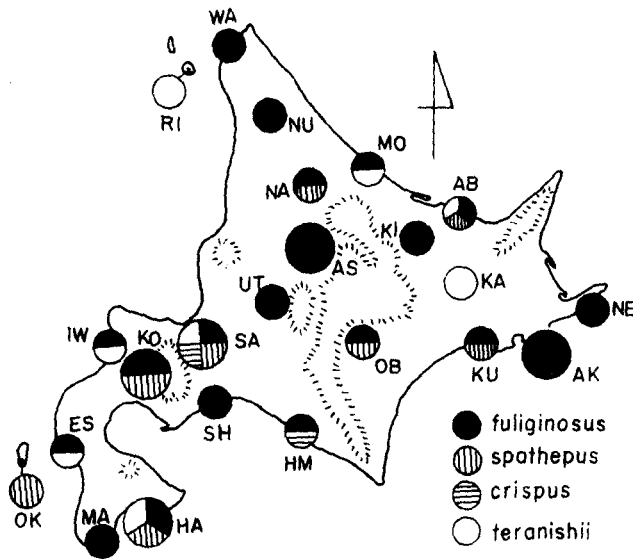 WA
RI
NU
MO
NA
AB
KI
AS
KA
UT
NE
IW
KO
SA
OB
KU
AK
ES
SH
HM
OK
MA
HA
fuliginosus
spathepus
crispus
teranishii